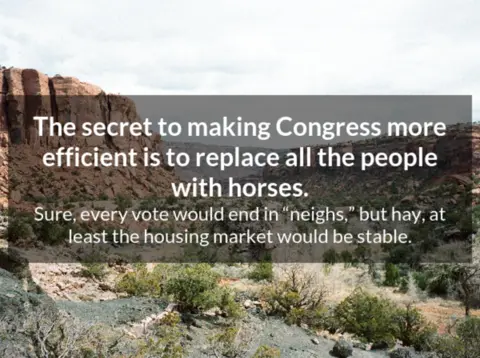 The secret to making Congress more
efficient is to replace all the people
with horses.
Sure, every vote would end in “neighs,” but hay, at
least the housing market would be stable.